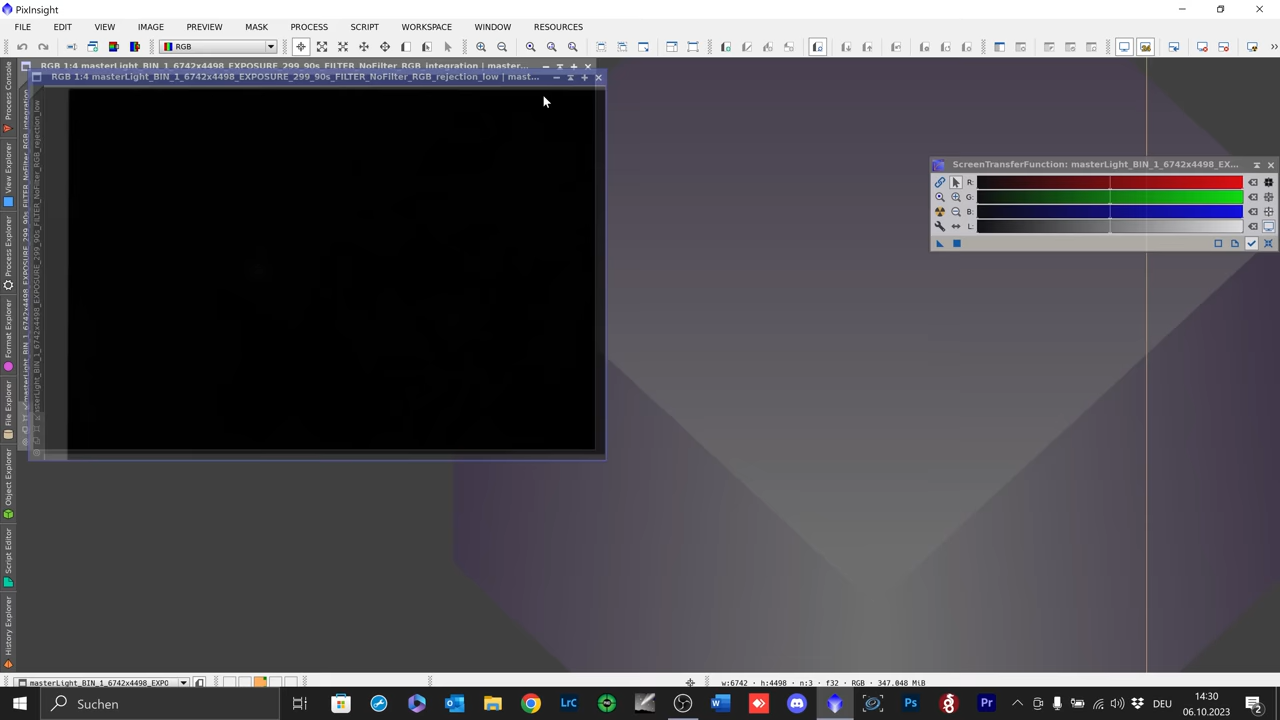 PixInsight
FILE EDIT VIEW IMAGE PREVIEW MASK PROCESS SCRIPT WORKSPACE WINDOW RESOURCES
RGB
RGB 1:4 masterLight_BIN_1_6742x4498_EXPOSURE_299_90s_FILTER_NoFilter_RGB_integration | master...
RGB 1:4 masterLight_BIN_1_6742x4498_EXPOSURE_299_90s_FILTER_NoFilter_RGB_rejection_low | mast...
masterLight_BIN_1_6742x4498_EXPOSURE_299_90s_FILTER_NoFilter_RGB_integration
asterLight_BIN_1_6742x4498_EXPOSURE_299_90s_FILTER_NoFilter_RGB_rejection_low
Process Console
View Explorer
Process Explorer
Format Explorer
File Explorer
Object Explorer
Script Editor
History Explorer
ScreenTransferFunction: masterLight_BIN_1_6742x4498_EX...
R:
G:
B:
L:
masterLight_BIN_1_6742x4498_EXPO
w:6742 · h:4498 · n:3 · f32 · RGB · 347.048 MiB
Suchen
LrC
Ps
Pr
DEU
14:30
06.10.2023
2